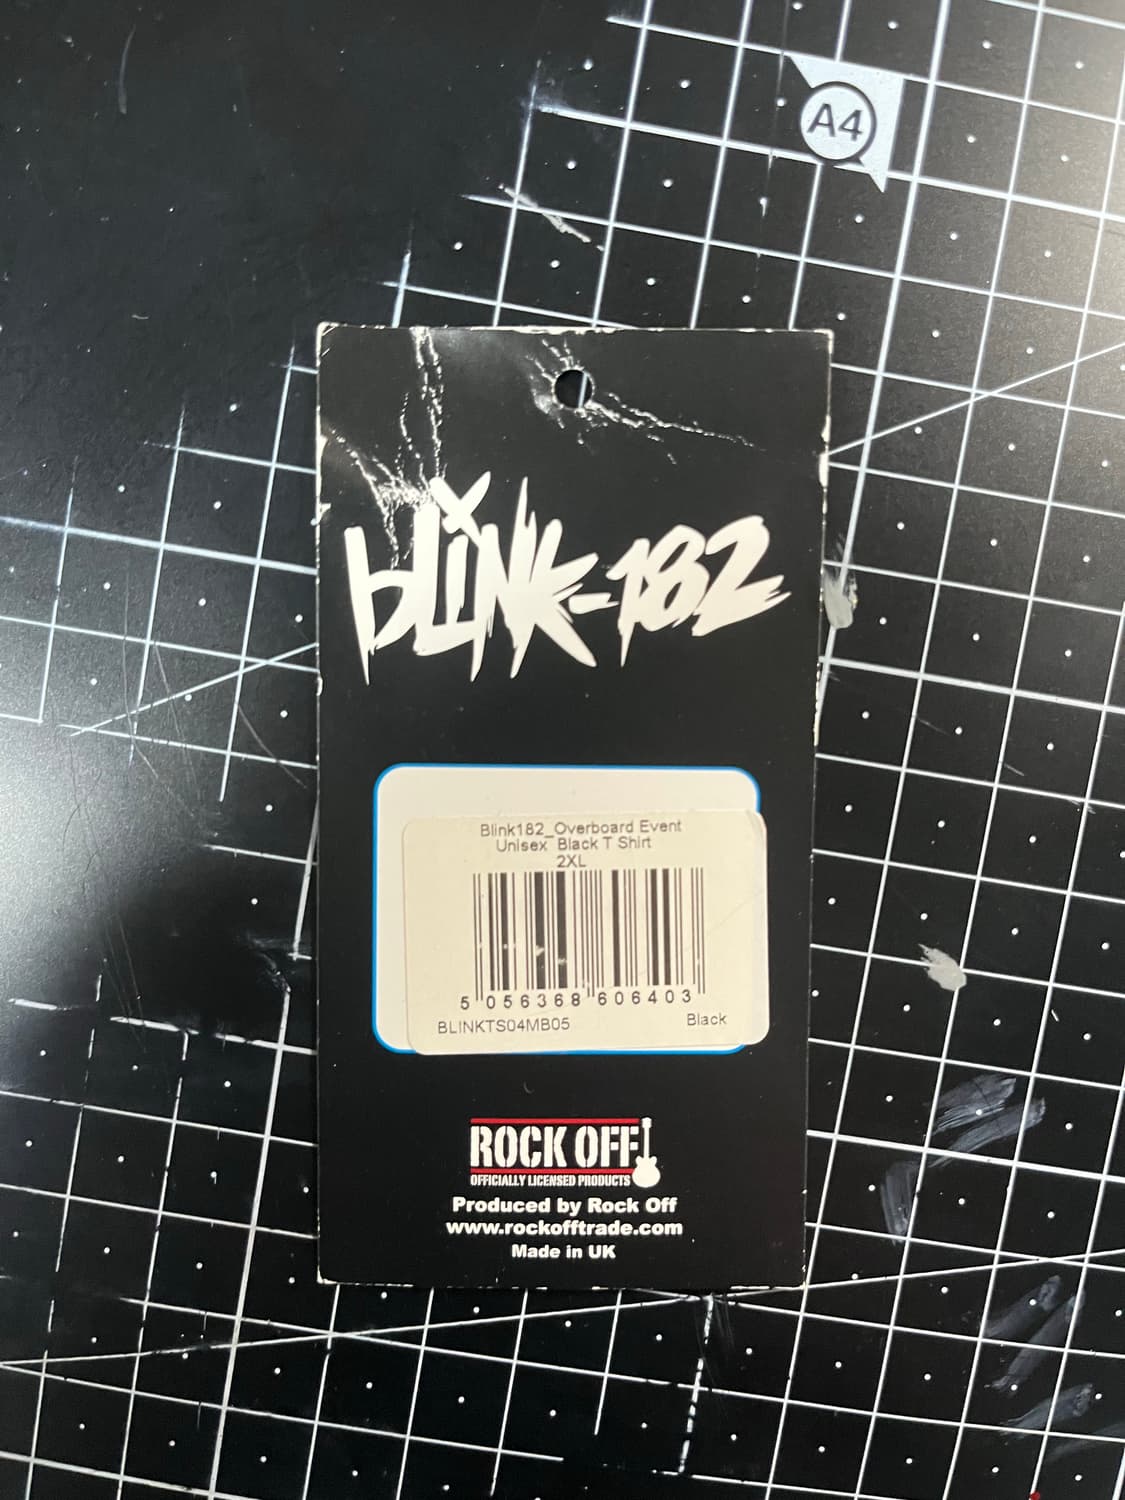 A4
blink-182
Blink182_Overboard Event
Unisex Black T Shirt
2XL
5 056368 606403
BLINKTS04MB05 Black
ROCK OFF
OFFICIALLY LICENSED PRODUCTS
Produced by Rock Off
www.rockofftrade.com
Made in UK